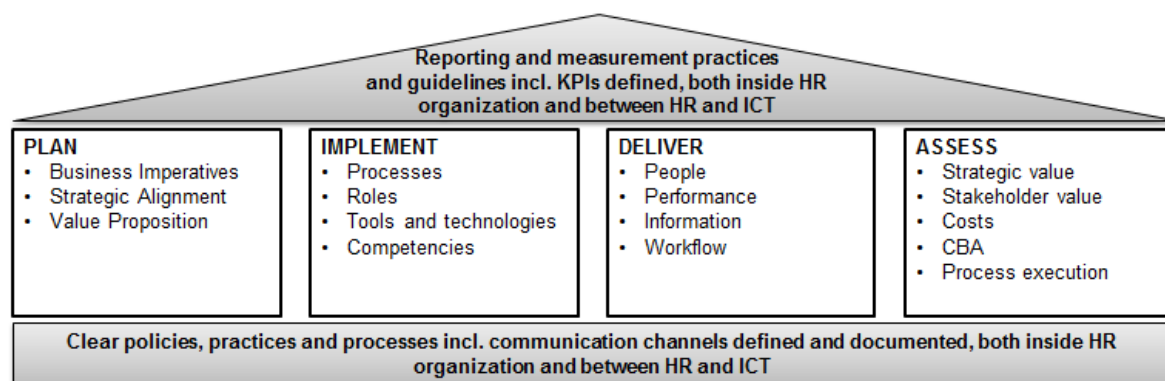 Reporting and measurement practices
and guidelines incl. KPIs defined, both inside HR
organization and between HR and ICT
PLAN
• Business Imperatives
• Strategic Alignment
• Value Proposition
IMPLEMENT
• Processes
• Roles
• Tools and technologies
• Competencies
DELIVER
• People
• Performance
• Information
• Workflow
ASSESS
• Strategic value
• Stakeholder value
• Costs
• CBA
• Process execution
Clear policies, practices and processes incl. communication channels defined and documented, both inside HR
organization and between HR and ICT